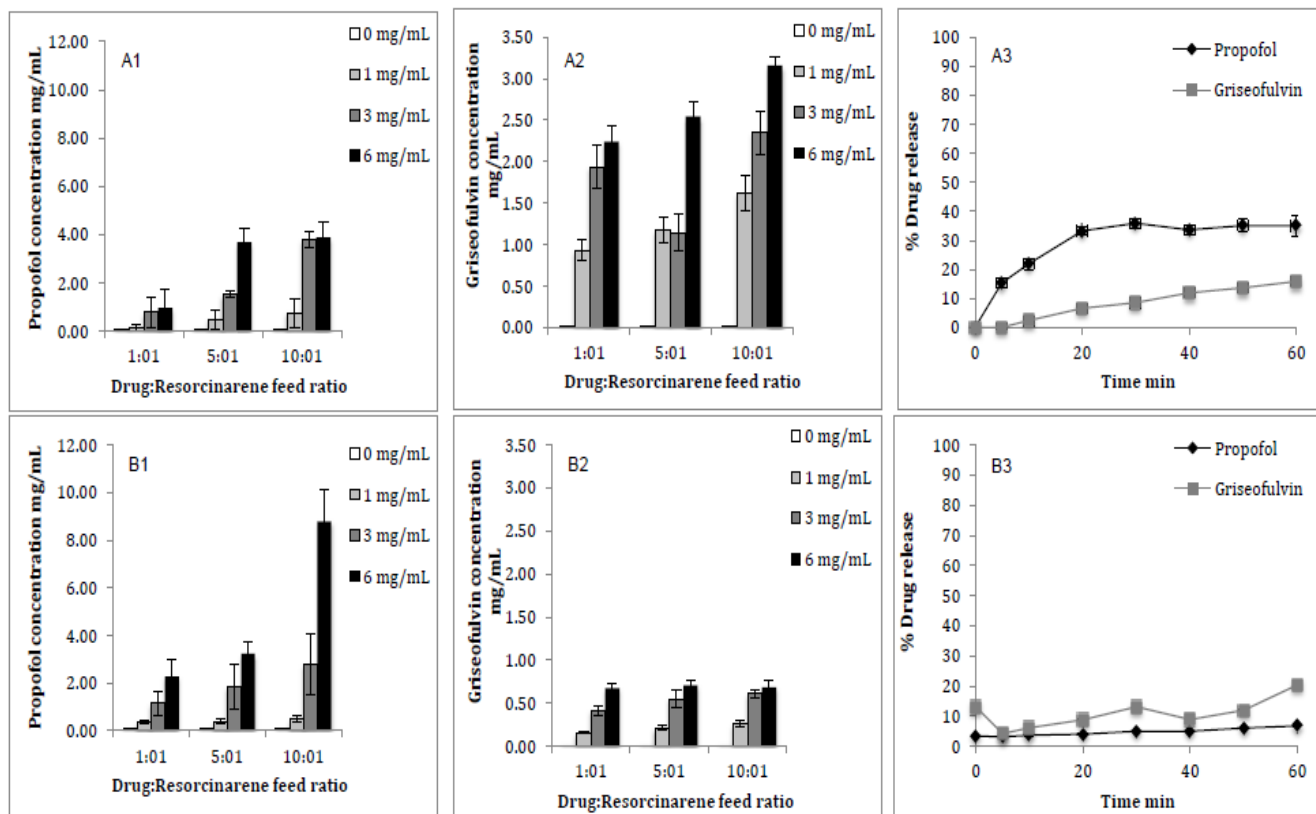 A1
Propofol concentration mg/mL
12.00
10.00
8.00
6.00
4.00
2.00
0.00
1:01 5:01 10:01
Drug:Resorcinarene feed ratio
0 mg/mL
1 mg/mL
3 mg/mL
6 mg/mL
A2
Griseofulvin concentration
mg/mL
3.50
3.00
2.50
2.00
1.50
1.00
0.50
0.00
1:01 5:01 10:01
Drug:Resorcinarene feed ratio
0 mg/mL
1 mg/mL
3 mg/mL
6 mg/mL
A3
% Drug release
100
90
80
70
60
50
40
30
20
10
0
0 20 40 60
Time min
Propofol
Griseofulvin
B1
Propofol concentration mg/mL
12.00
10.00
8.00
6.00
4.00
2.00
0.00
1:01 5:01 10:01
Drug:Resorcinarene feed ratio
0 mg/mL
1 mg/mL
3 mg/mL
6 mg/mL
B2
Griseofulvin concentration
mg/mL
3.50
3.00
2.50
2.00
1.50
1.00
0.50
0.00
1:01 5:01 10:01
Drug:Resorcinarene feed ratio
0 mg/mL
1 mg/mL
3 mg/mL
6 mg/mL
B3
% Drug release
100
90
80
70
60
50
40
30
20
10
0
0 20 40 60
Time min
Propofol
Griseofulvin